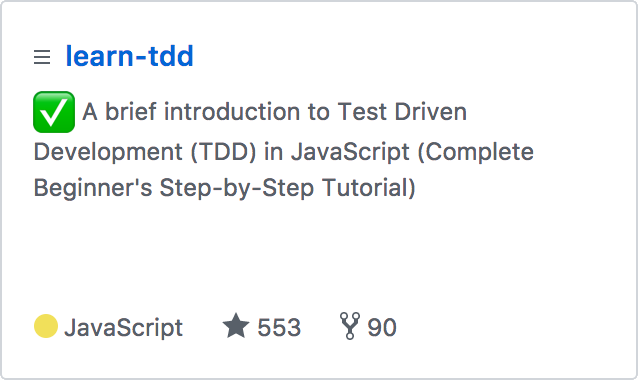 learn-tdd
✅ A brief introduction to Test Driven
Development (TDD) in JavaScript (Complete
Beginner's Step-by-Step Tutorial)
JavaScript 553 90